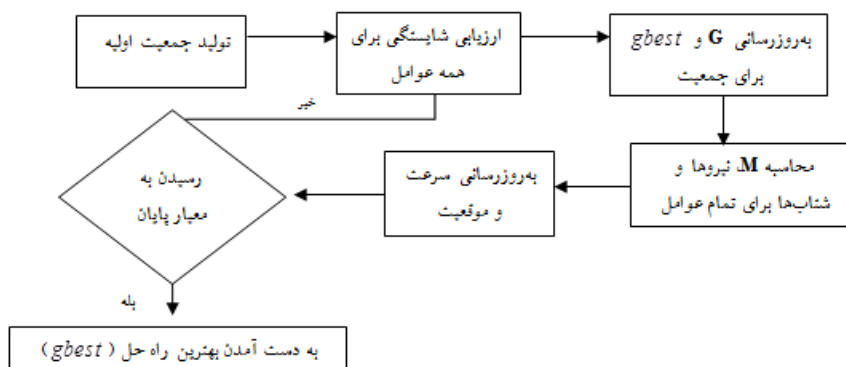 تولید جمعیت اولیه
ارزیابی شایستگی برای
همه عوامل
به‌روزرسانی G و gbest
برای جمعیت
محاسبه M، نیروها و
شتاب‌ها برای تمام عوامل
به‌روزرسانی سرعت
و موقعیت
رسیدن به
معیار پایان
خیر
بله
به دست آمدن بهترین راه حل (gbest)